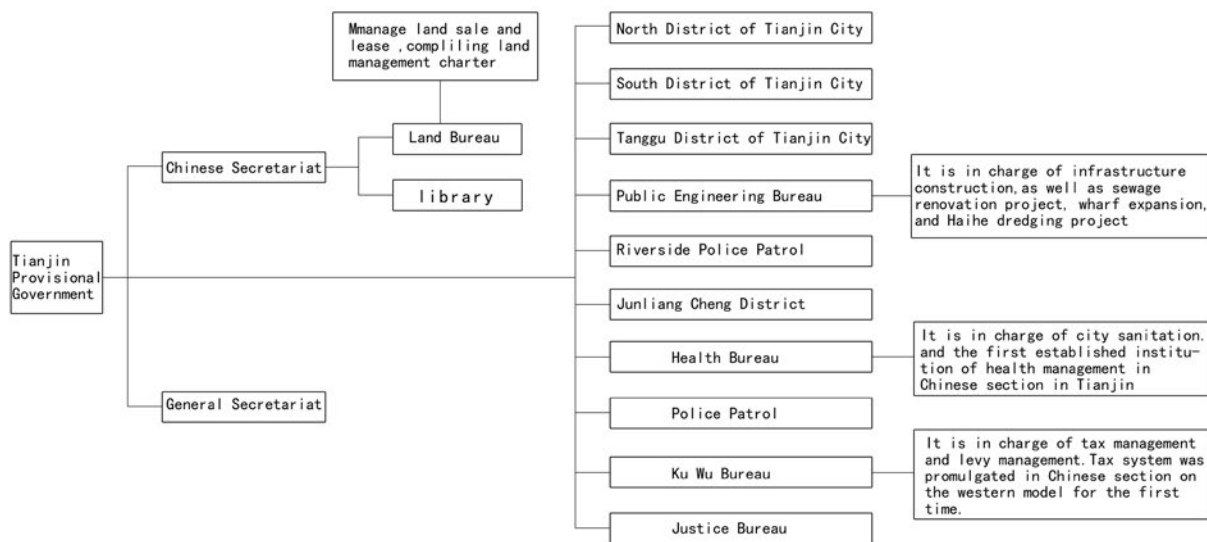 Mmanage land sale and
lease ,compliling land
management charter
Land Bureau
Chinese Secretariat
library
Tianjin
Provisional
Government
General Secretariat
North District of Tianjin City
South District of Tianjin City
Tanggu District of Tianjin City
Public Engineering Bureau
It is in charge of infrastructure
construction,as well as sewage
renovation project, wharf expansion,
and Haihe dredging project
Riverside Police Patrol
Junliang Cheng District
Health Bureau
It is in charge of city sanitation.
and the first established institu-
tion of health management in
Chinese section in Tianjin
Police Patrol
Ku Wu Bureau
It is in charge of tax management
and levy management.Tax system was
promulgated in Chinese section on
the western model for the first
time.
Justice Bureau